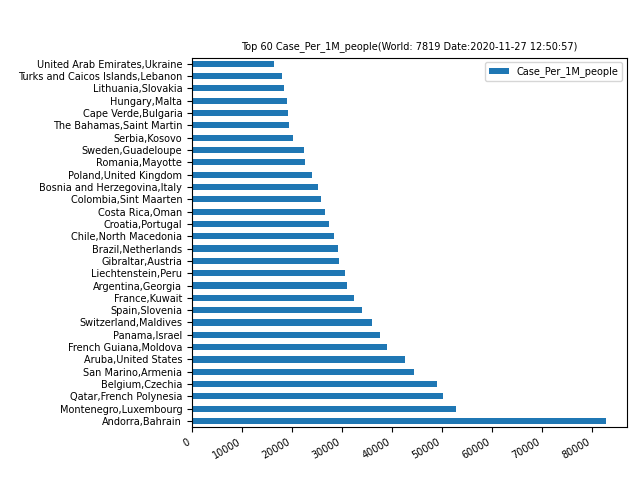 Top 60 Case_Per_1M_people(World: 7819 Date:2020-11-27 12:50:57)
Case_Per_1M_people
United Arab Emirates,Ukraine
Turks and Caicos Islands,Lebanon
Lithuania,Slovakia
Hungary,Malta
Cape Verde,Bulgaria
The Bahamas,Saint Martin
Serbia,Kosovo
Sweden,Guadeloupe
Romania,Mayotte
Poland,United Kingdom
Bosnia and Herzegovina,Italy
Colombia,Sint Maarten
Costa Rica,Oman
Croatia,Portugal
Chile,North Macedonia
Brazil,Netherlands
Gibraltar,Austria
Liechtenstein,Peru
Argentina,Georgia
France,Kuwait
Spain,Slovenia
Switzerland,Maldives
Panama,Israel
French Guiana,Moldova
Aruba,United States
San Marino,Armenia
Belgium,Czechia
Qatar,French Polynesia
Montenegro,Luxembourg
Andorra,Bahrain
0 10000 20000 30000 40000 50000 60000 70000 80000